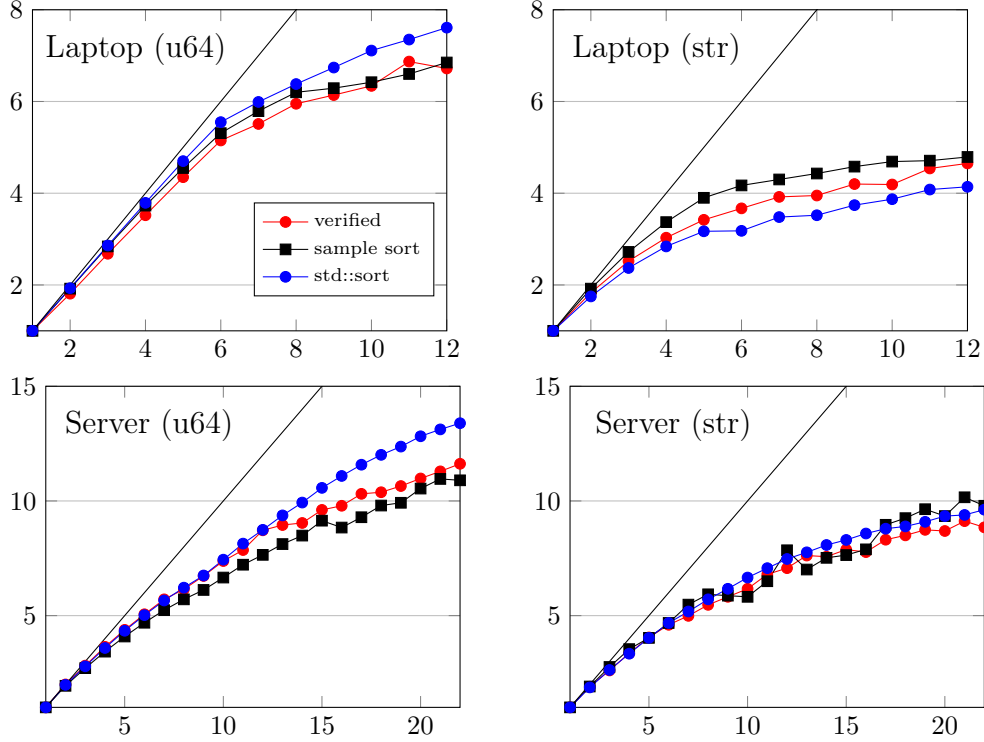 Laptop (u64)
8
6
4
2
verified
sample sort
std::sort
2 4 6 8 10 12
Laptop (str)
8
6
4
2
2 4 6 8 10 12
Server (u64)
15
10
5
5 10 15 20
Server (str)
15
10
5
5 10 15 20